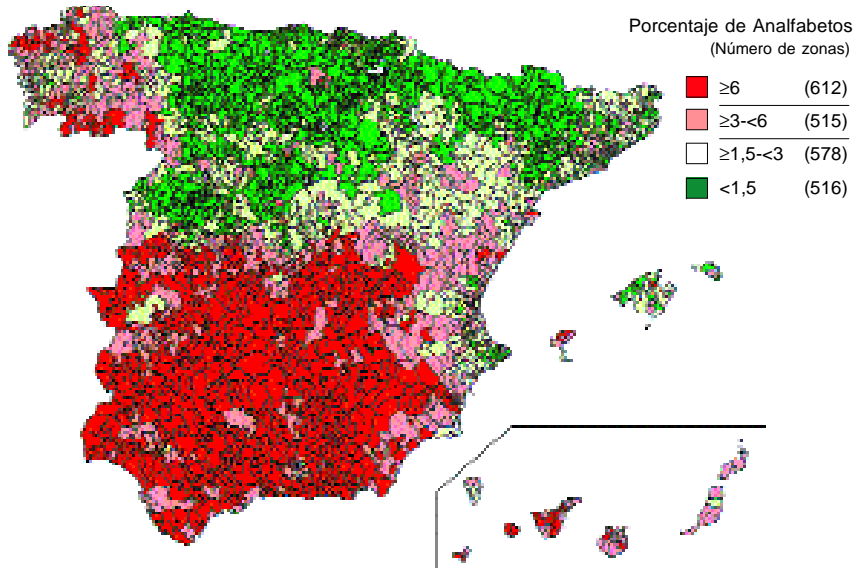 Porcentaje de Analfabetos
(Número de zonas)
≥6 (612)
≥3-<6 (515)
≥1,5-<3 (578)
<1,5 (516)